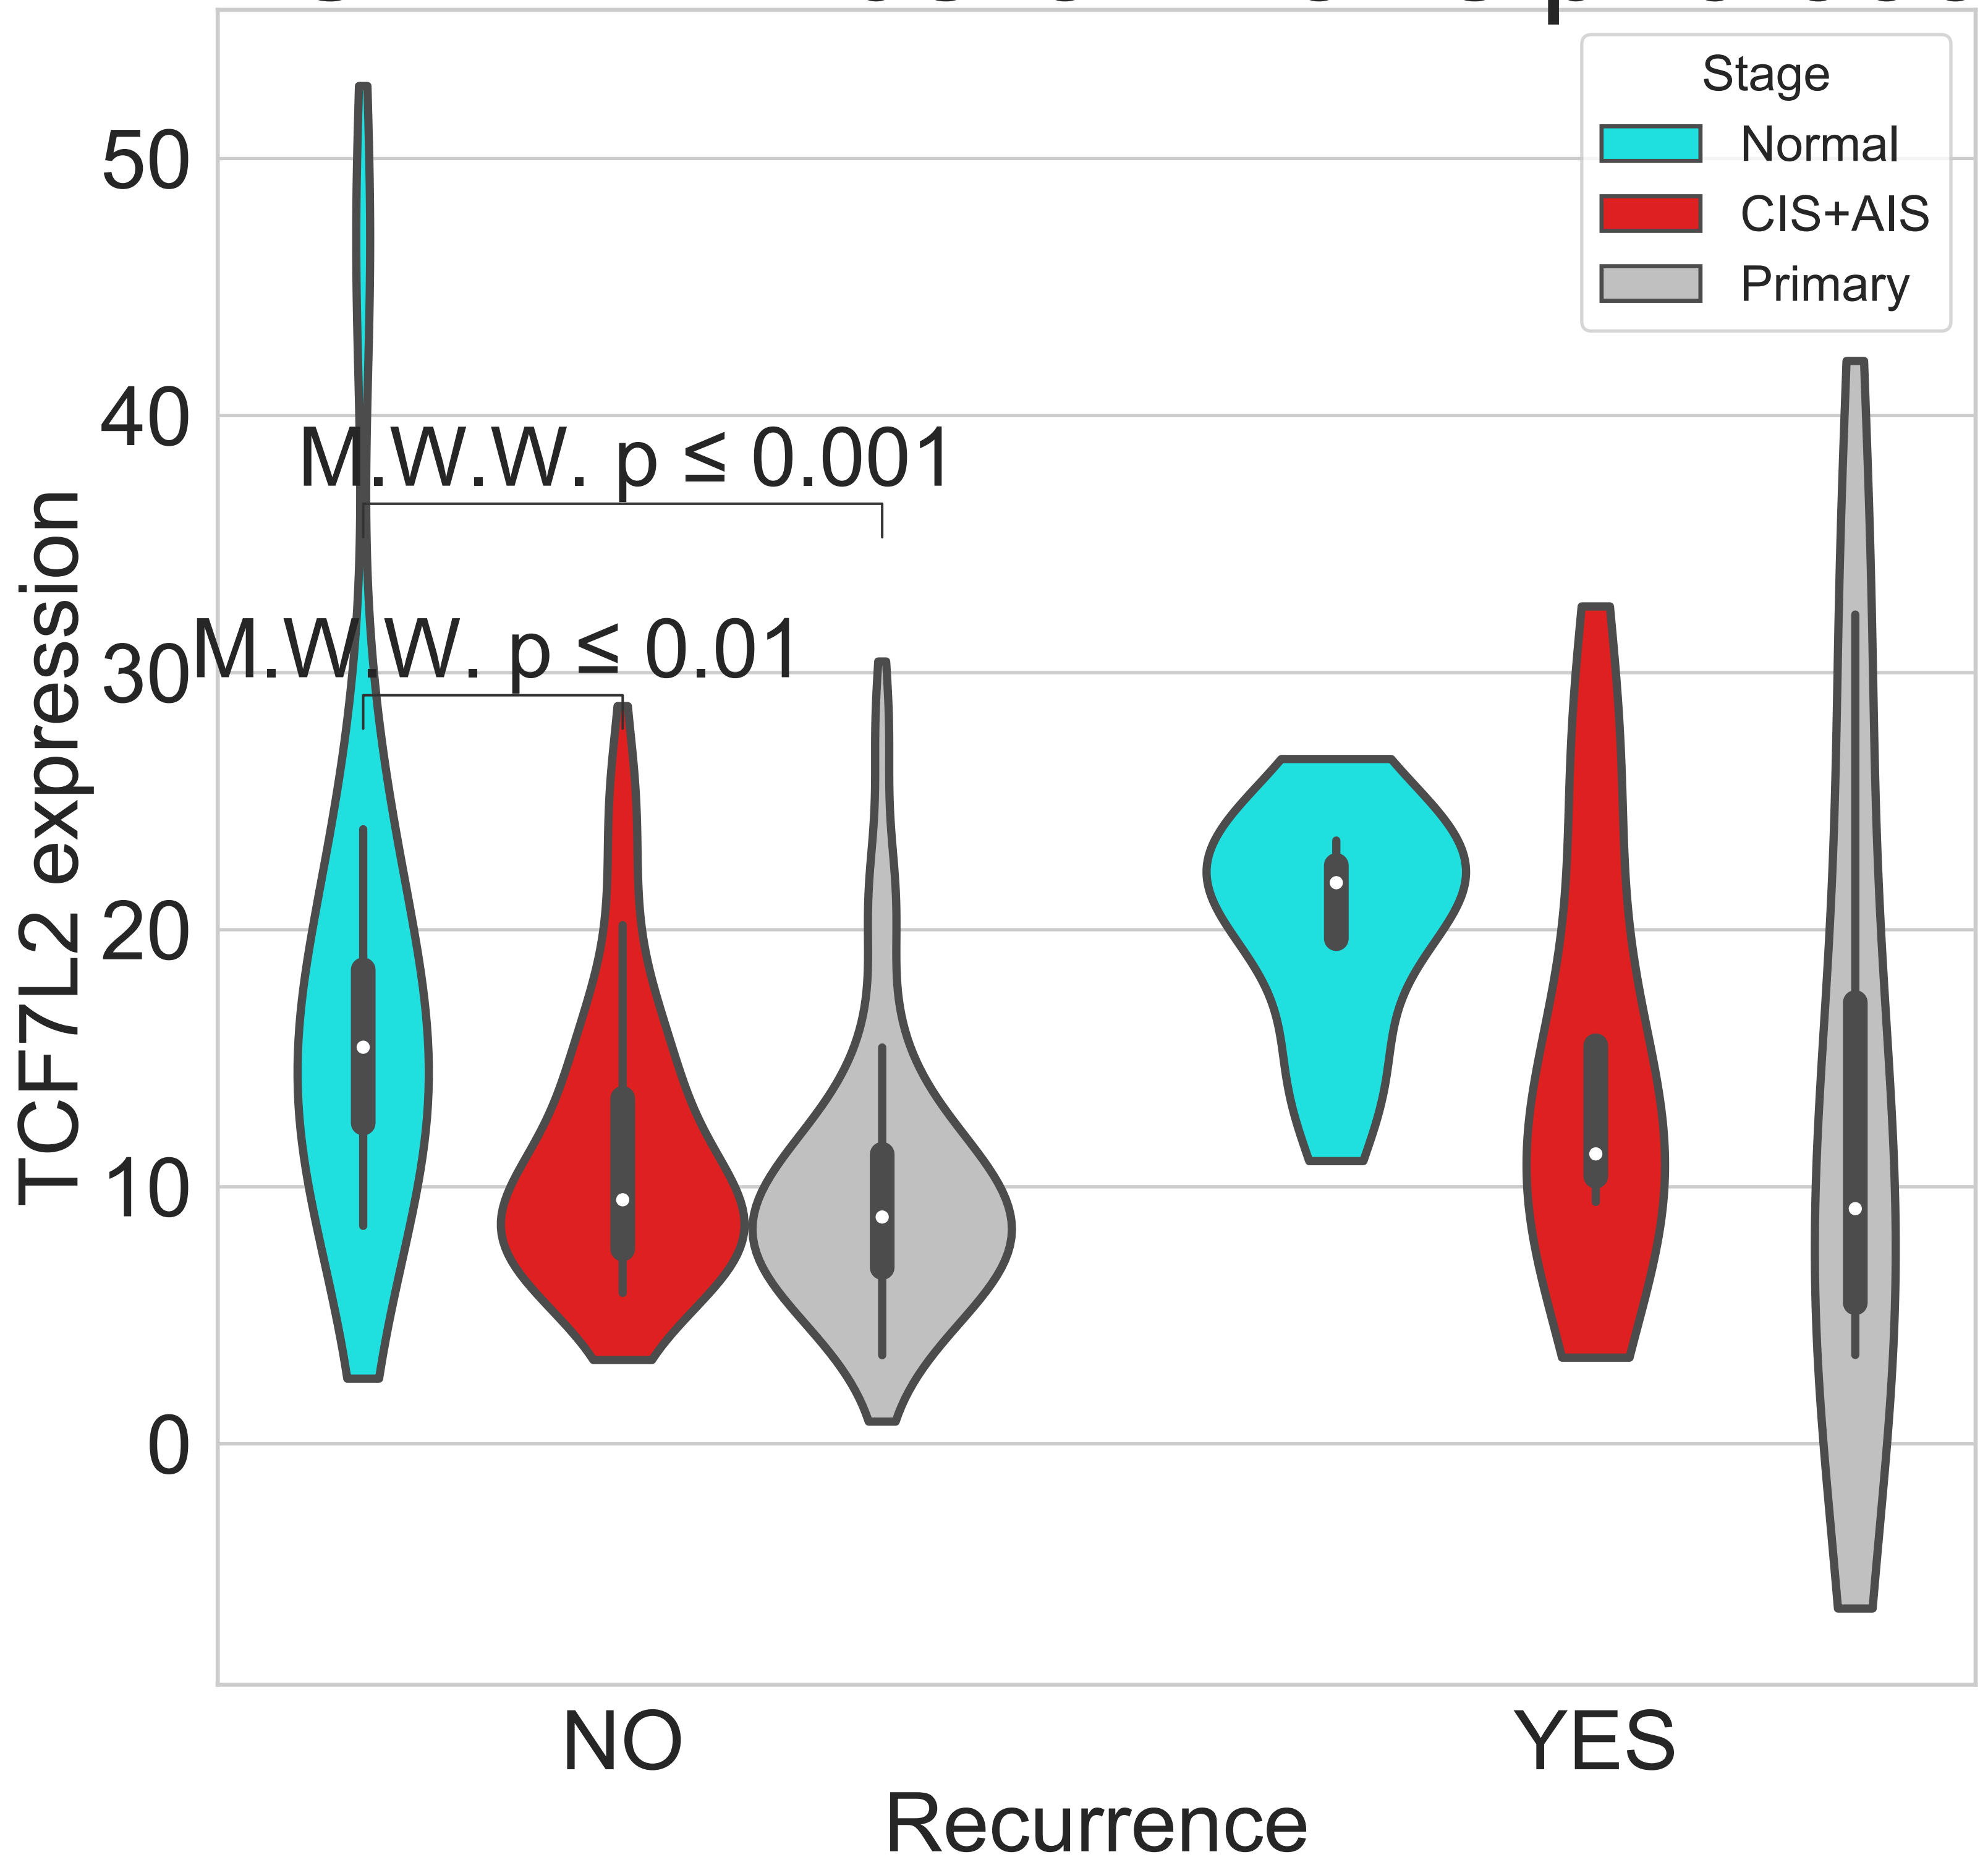 Stage
Normal
CIS+AIS
Primary
50
40
30
20
10
0
TCF7L2 expression
M.W.W. p ≤ 0.001
M.W.W. p ≤ 0.01
NO
YES
Recurrence